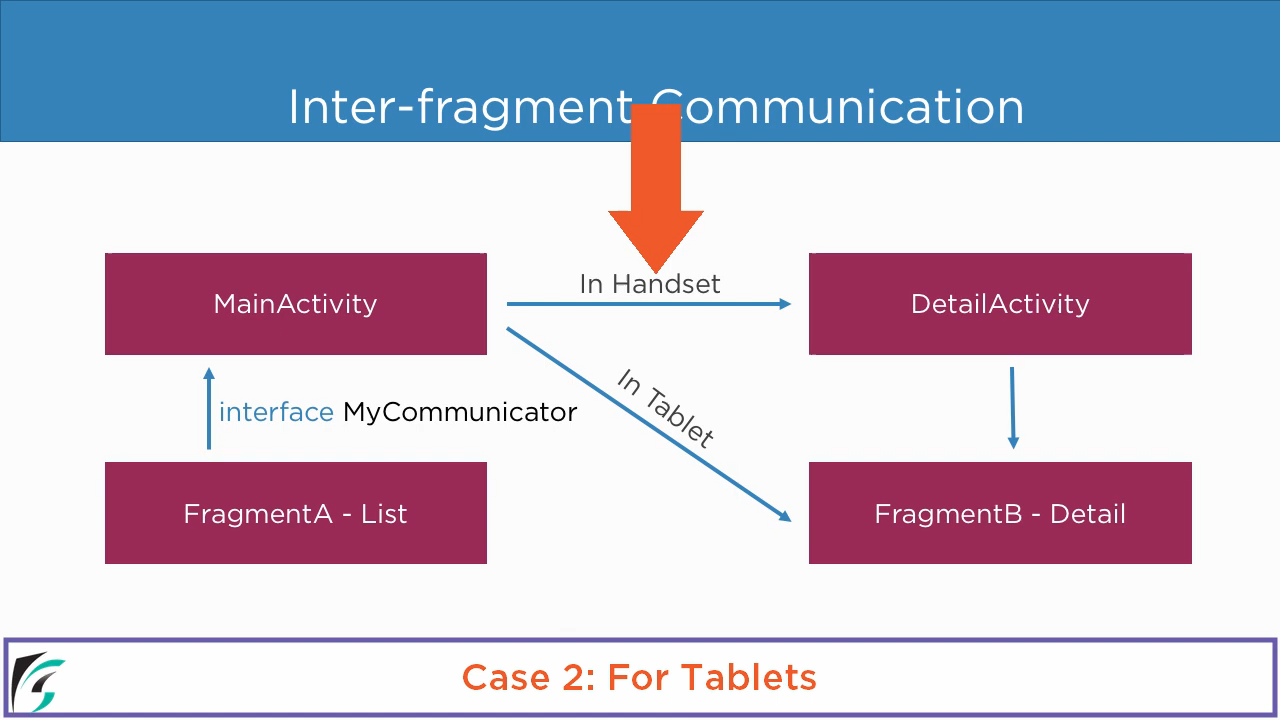 Inter-fragment Communication
In Handset
MainActivity
DetailActivity
In Tablet
interface MyCommunicator
FragmentA - List
FragmentB - Detail
Case 2: For Tablets